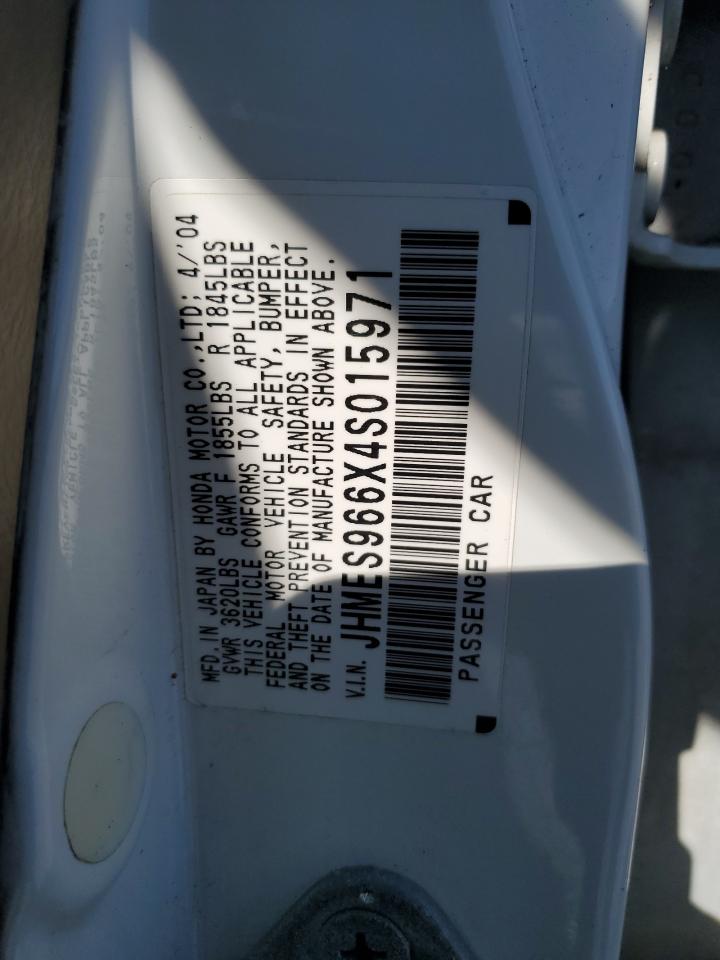 MFD. IN JAPAN BY HONDA MOTOR CO.,LTD; 4/'04
GVWR 3620LBS GAWR F 1855LBS R 1845LBS
THIS VEHICLE CONFORMS TO ALL APPLICABLE
FEDERAL MOTOR VEHICLE SAFETY, BUMPER,
AND THEFT PREVENTION STANDARDS IN EFFECT
ON THE DATE OF MANUFACTURE SHOWN ABOVE.
V.I.N. JHMES966X4S015971
PASSENGER CAR